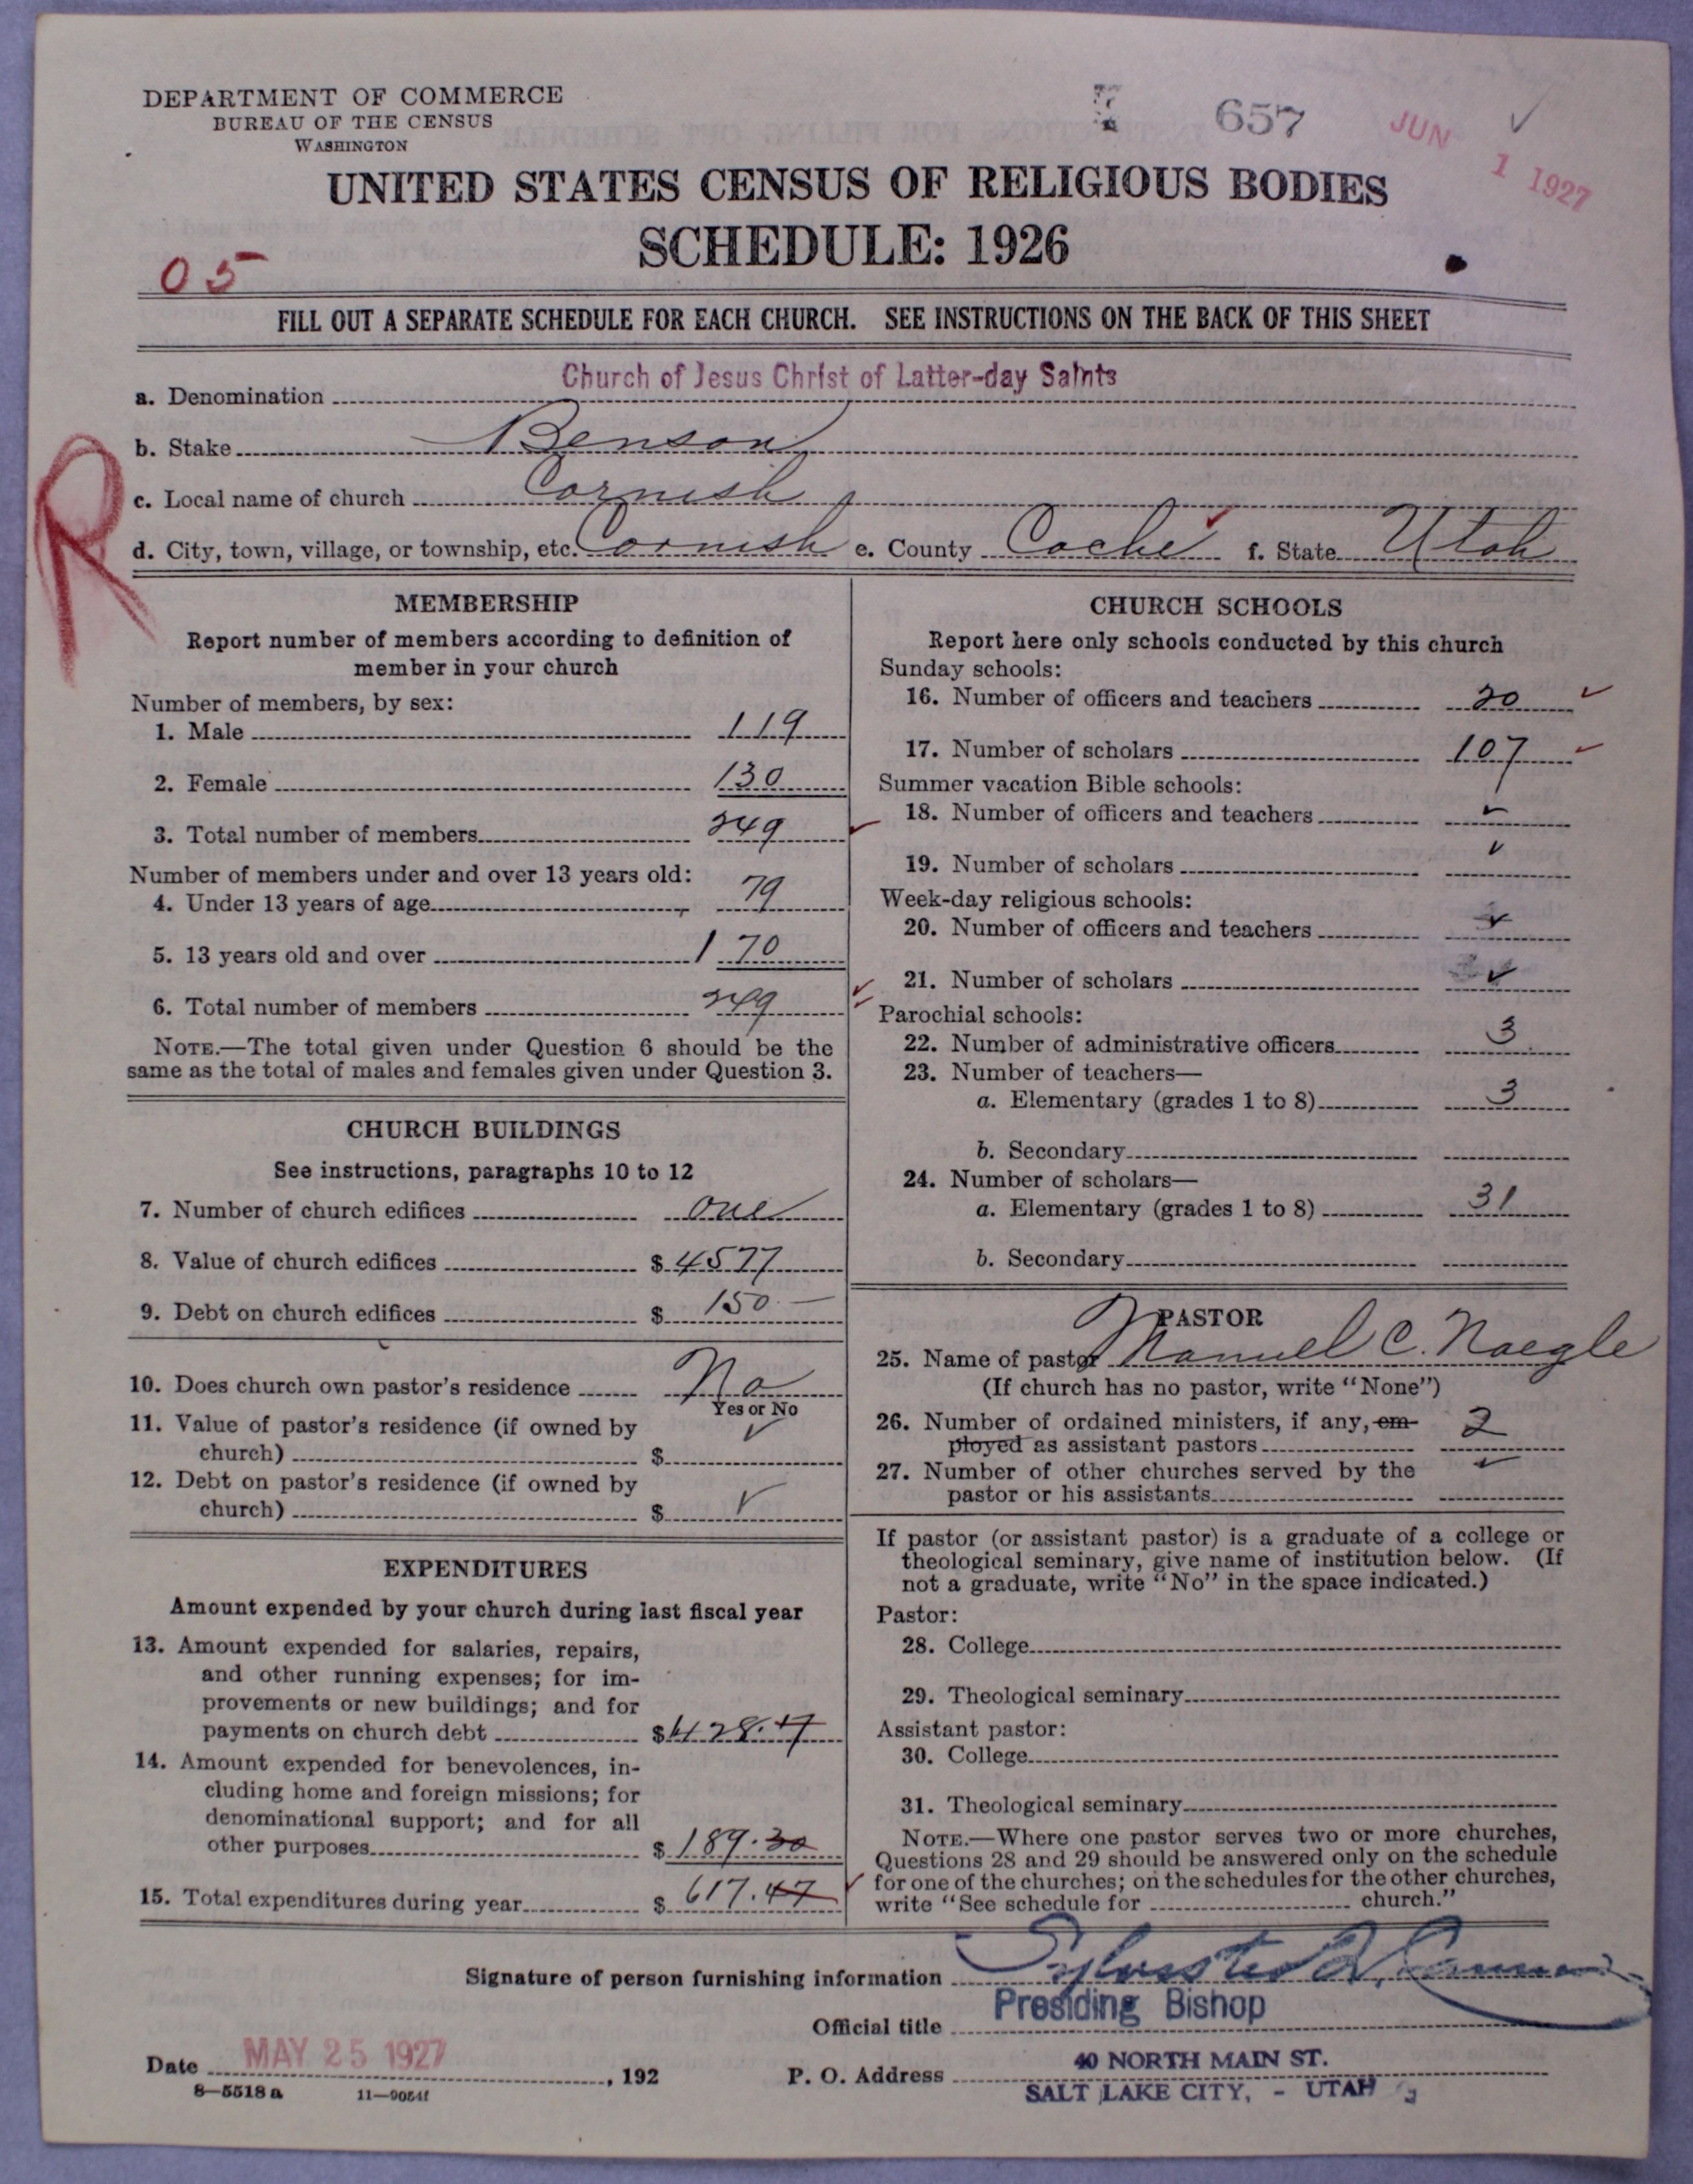 DEPARTMENT OF COMMERCE
BUREAU OF THE CENSUS
WASHINGTON
657
JUN 1 1927
UNITED STATES CENSUS OF RELIGIOUS BODIES
SCHEDULE: 1926
05
FILL OUT A SEPARATE SCHEDULE FOR EACH CHURCH. SEE INSTRUCTIONS ON THE BACK OF THIS SHEET
a. Denomination Church of Jesus Christ of Latter-day Saints
b. Stake Benson
c. Local name of church Cornish
d. City, town, village, or township, etc. Cornish e. County Cache f. State Utah
R
MEMBERSHIP
Report number of members according to definition of
member in your church
Number of members, by sex:
1. Male 119
2. Female 130
3. Total number of members 249
Number of members under and over 13 years old:
4. Under 13 years of age 79
5. 13 years old and over 170
6. Total number of members 249
NOTE.—The total given under Question 6 should be the
same as the total of males and females given under Question 3.
CHURCH BUILDINGS
See instructions, paragraphs 10 to 12
7. Number of church edifices one
8. Value of church edifices $ 4577
9. Debt on church edifices $ 150.—
10. Does church own pastor's residence No
Yes or No
11. Value of pastor's residence (if owned by
church) $ ✓
12. Debt on pastor's residence (if owned by
church) $ ✓
EXPENDITURES
Amount expended by your church during last fiscal year
13. Amount expended for salaries, repairs,
and other running expenses; for im-
provements or new buildings; and for
payments on church debt $ 428.17
14. Amount expended for benevolences, in-
cluding home and foreign missions; for
denominational support; and for all
other purposes $ 189.30
15. Total expenditures during year $ 617.47
CHURCH SCHOOLS
Report here only schools conducted by this church
Sunday schools:
16. Number of officers and teachers 20
17. Number of scholars 107
Summer vacation Bible schools:
18. Number of officers and teachers ✓
19. Number of scholars ✓
Week-day religious schools:
20. Number of officers and teachers ✓
21. Number of scholars ✓
Parochial schools:
22. Number of administrative officers 3
23. Number of teachers—
a. Elementary (grades 1 to 8) 3
b. Secondary
24. Number of scholars—
a. Elementary (grades 1 to 8) 31
b. Secondary
PASTOR
25. Name of pastor Manuel C. Naegle
(If church has no pastor, write "None")
26. Number of ordained ministers, if any, em-
ployed as assistant pastors 2
27. Number of other churches served by the
pastor or his assistants ✓
If pastor (or assistant pastor) is a graduate of a college or
theological seminary, give name of institution below. (If
not a graduate, write "No" in the space indicated.)
Pastor:
28. College
29. Theological seminary
Assistant pastor:
30. College
31. Theological seminary
NOTE.—Where one pastor serves two or more churches,
Questions 28 and 29 should be answered only on the schedule
for one of the churches; on the schedules for the other churches,
write "See schedule for church."
Signature of person furnishing information Sylvester Q. Cannon
Official title Presiding Bishop
Date MAY 25 1927, 192 P. O. Address 40 NORTH MAIN ST.
SALT LAKE CITY, - UTAH
8—5518a 11—9054f